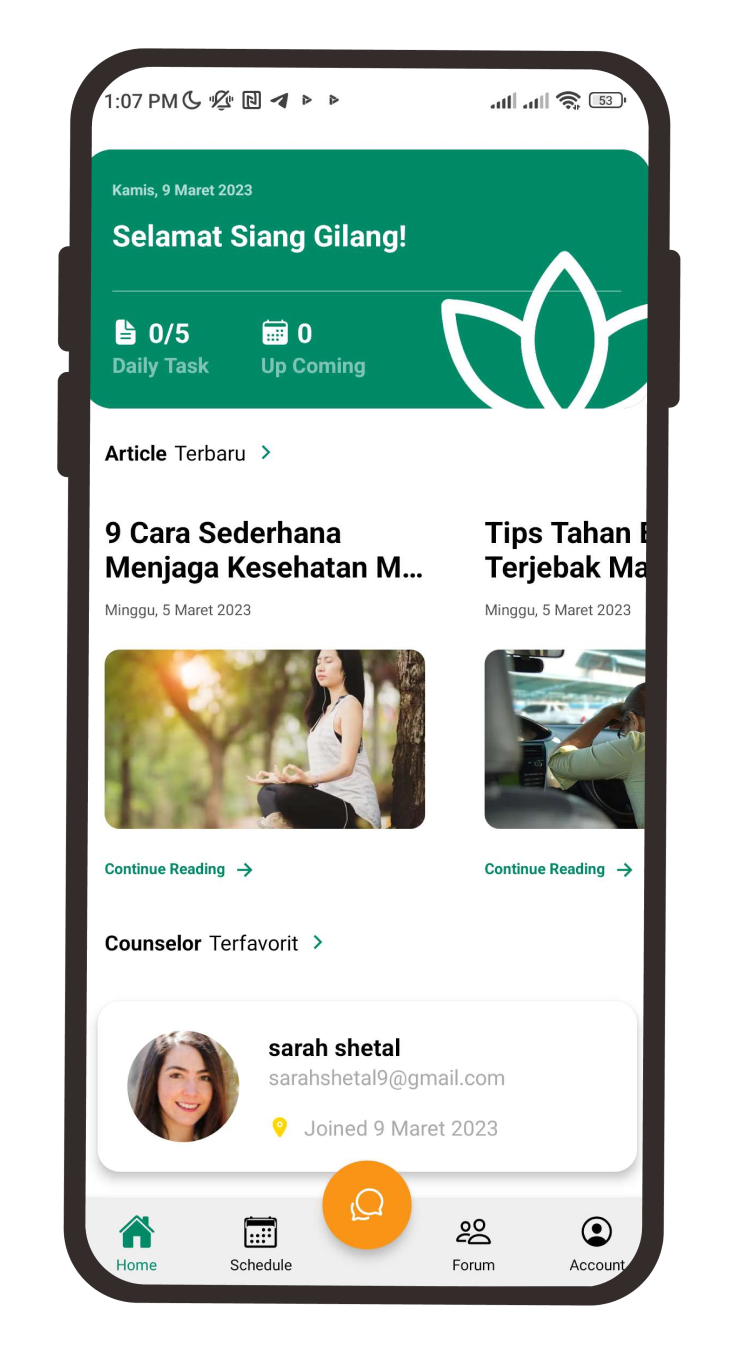 1:07 PM
53
Kamis, 9 Maret 2023
Selamat Siang Gilang!
0/5
0
Daily Task
Up Coming
Article Terbaru
9 Cara Sederhana
Menjaga Kesehatan M...
Minggu, 5 Maret 2023
Continue Reading
Tips Tahan
Terjebak Ma
Minggu, 5 Maret 2023
Continue Reading
Counselor Terfavorit
sarah shetal
sarahshetal9@gmail.com
Joined 9 Maret 2023
Home
Schedule
Forum
Account